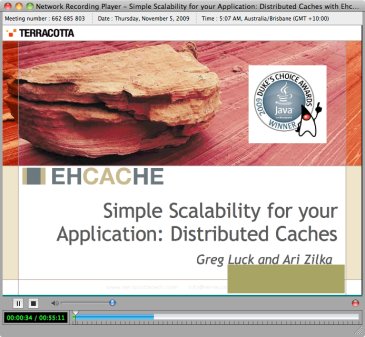 Network Recording Player – Simple Scalability for your Application: Distributed Caches with Ehc...
Meeting number : 662 685 803 Date : Thursday, November 5, 2009 Time : 5:07 AM, Australia/Brisbane (GMT +10:00)
TERRACOTTA
DUKE'S CHOICE AWARDS
2009
Java
WINNER
EHCACHE
Simple Scalability for your
Application: Distributed Caches
Greg Luck and Ari Zilka
00:00:34 / 00:55:11